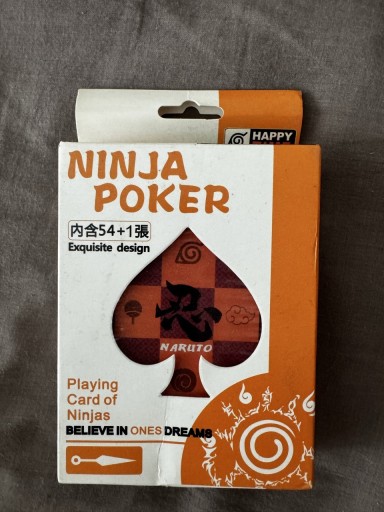 HAPPY
NINJA
POKER
內含54+1張
Exquisite design
忍
NARUTO
Playing
Card of
Ninjas
BELIEVE IN ONES DREAMS